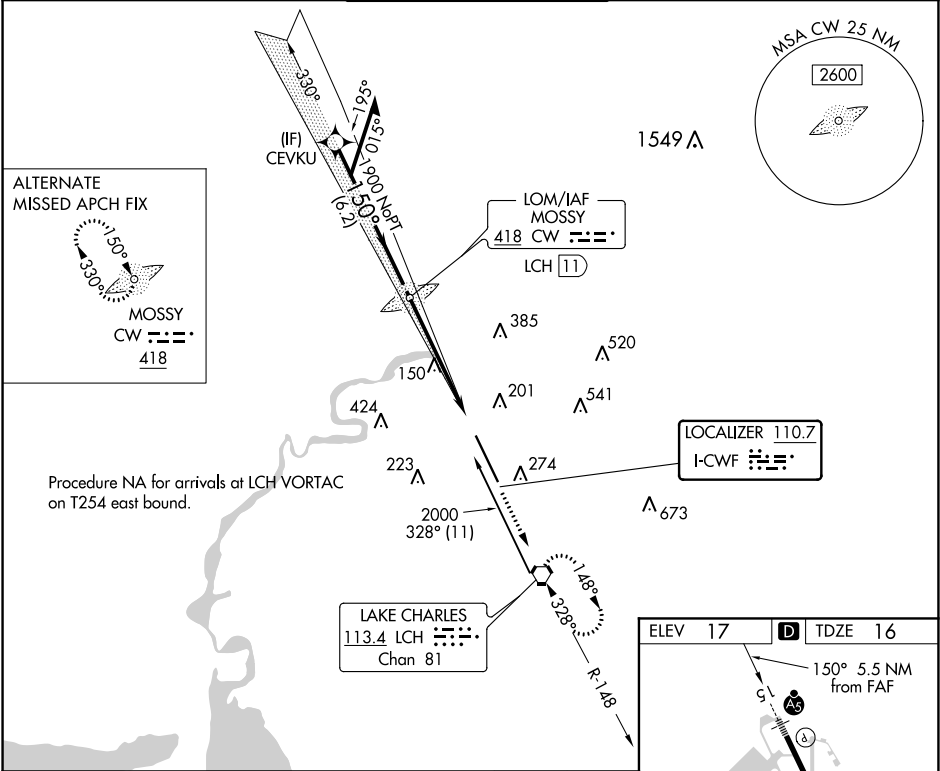 MSA CW 25 NM
2600
330°
195°
015°
(IF)
CEVKU
1900 NoPT
150°
(6.2)
1549
ALTERNATE
MISSED APCH FIX
150°
330°
MOSSY
CW
418
LOM/IAF
MOSSY
418 CW
LCH 11
385
520
150
201
541
424
LOCALIZER 110.7
I-CWF
223
274
Procedure NA for arrivals at LCH VORTAC
on T254 east bound.
2000
328° (11)
673
148°
328°
LAKE CHARLES
113.4 LCH
Chan 81
R-148
ELEV 17 D TDZE 16
150° 5.5 NM
from FAF
15
A5